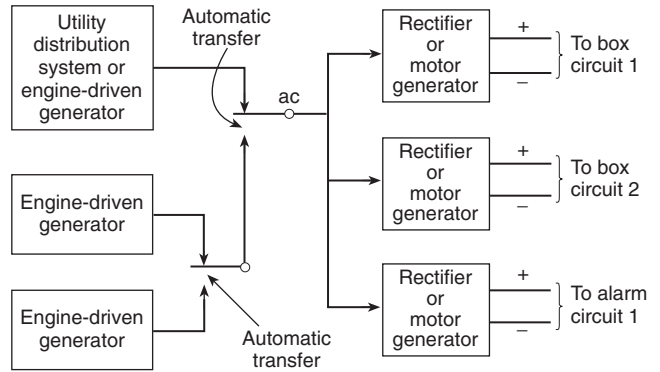 Utility
distribution
system or
engine-driven
generator
Automatic
transfer
ac
Rectifier
or
motor
generator
+
–
To box
circuit 1
Rectifier
or
motor
generator
+
–
To box
circuit 2
Engine-driven
generator
Engine-driven
generator
Automatic
transfer
Rectifier
or
motor
generator
+
–
To alarm
circuit 1